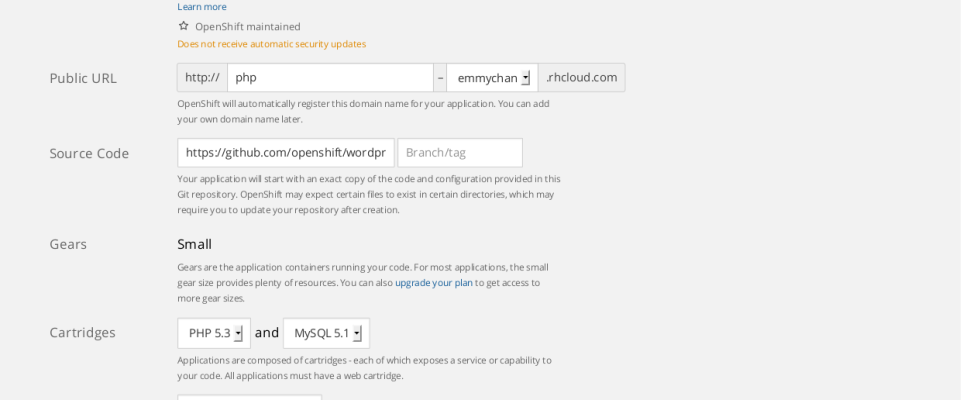 Learn more
OpenShift maintained
Does not receive automatic security updates
Public URL http:// php – emmychan .rhcloud.com
OpenShift will automatically register this domain name for your application. You can add
your own domain name later.
Source Code https://github.com/openshift/wordpr Branch/tag
Your application will start with an exact copy of the code and configuration provided in this
Git repository. OpenShift may expect certain files to exist in certain directories, which may
require you to update your repository after creation.
Gears Small
Gears are the application containers running your code. For most applications, the small
gear size provides plenty of resources. You can also upgrade your plan to get access to
more gear sizes.
Cartridges PHP 5.3 and MySQL 5.1
Applications are composed of cartridges - each of which exposes a service or capability to
your code. All applications must have a web cartridge.